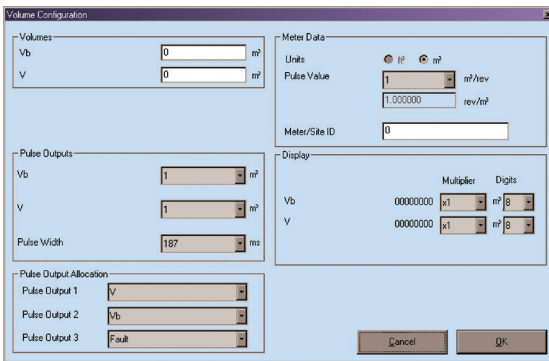 Volume Configuration
Volumes
Vb 0 m³
V 0 m³
Meter Data
Units ft³ m³
Pulse Value 1 m³/rev
1.000000 rev/m³
Meter/Site ID 0
Pulse Outputs
Vb 1 m³
V 1 m³
Pulse Width 187 ms
Display
Multiplier Digits
Vb 00000000 x1 m³ 8
V 00000000 x1 m³ 8
Pulse Output Allocation
Pulse Output 1 V
Pulse Output 2 Vb
Pulse Output 3 Fault
Cancel OK